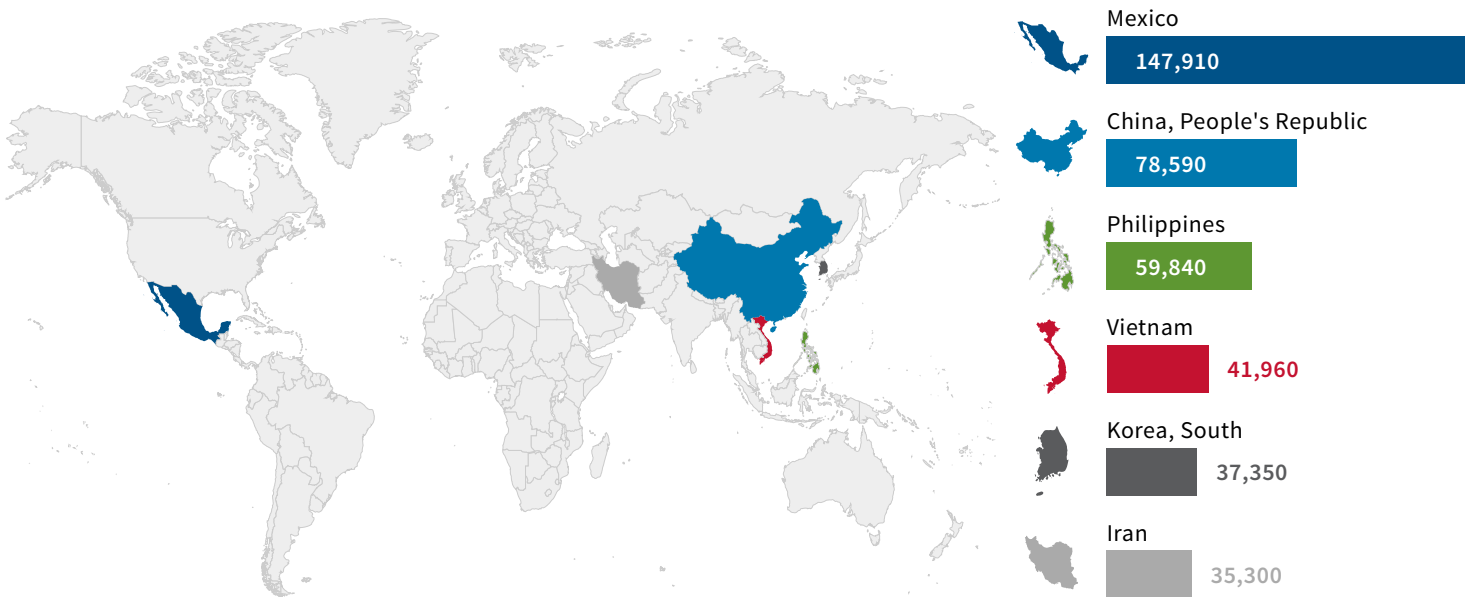 Mexico
147,910
China, People's Republic
78,590
Philippines
59,840
Vietnam
41,960
Korea, South
37,350
Iran
35,300